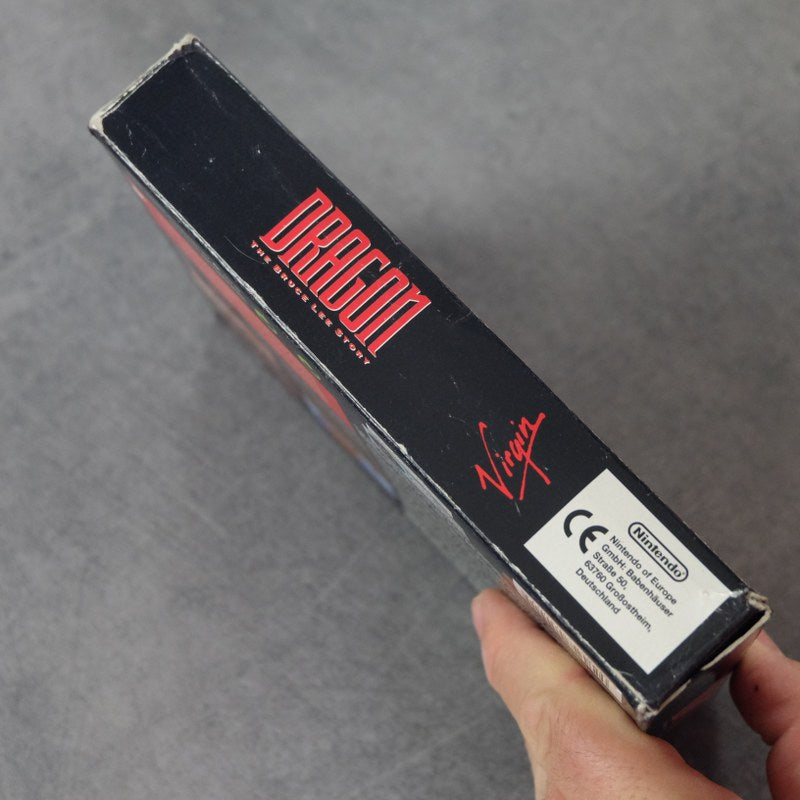 DRAGON
THE BRUCE LEE STORY
Virgin
CE
Nintendo
Nintendo of Europe
GmbH: Babenhäuser
Straße 50,
63760 Großostheim,
Deutschland